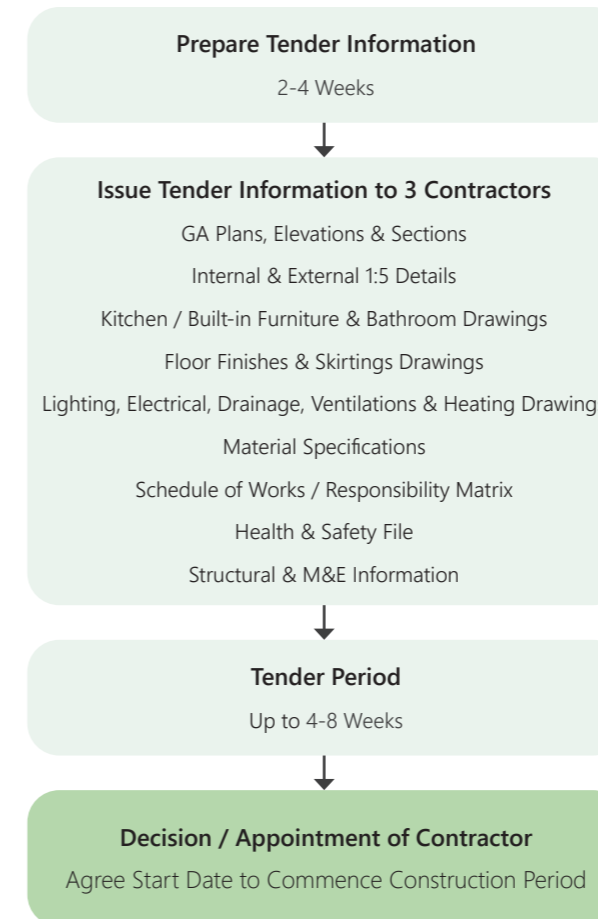 Prepare Tender Information
2-4 Weeks
Issue Tender Information to 3 Contractors
GA Plans, Elevations & Sections
Internal & External 1:5 Details
Kitchen / Built-in Furniture & Bathroom Drawings
Floor Finishes & Skirtings Drawings
Lighting, Electrical, Drainage, Ventilations & Heating Drawing
Material Specifications
Schedule of Works / Responsibility Matrix
Health & Safety File
Structural & M&E Information
Tender Period
Up to 4-8 Weeks
Decision / Appointment of Contractor
Agree Start Date to Commence Construction Period